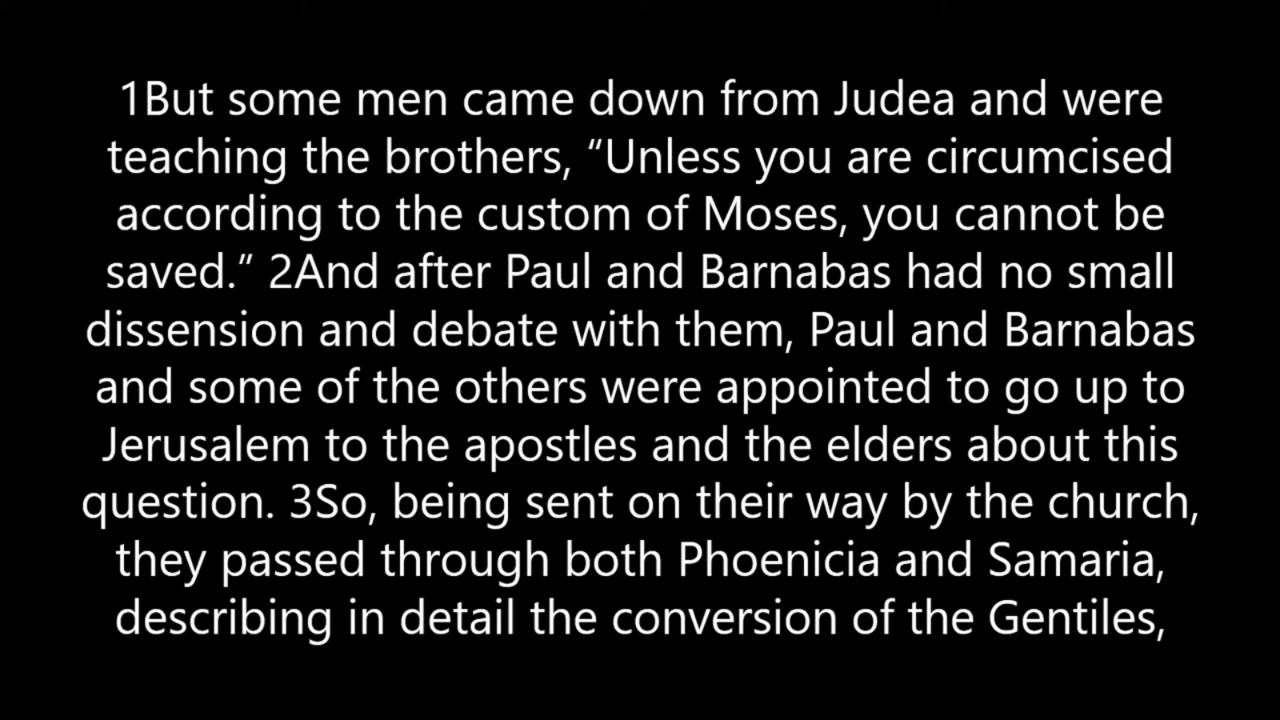 1But some men came down from Judea and were
teaching the brothers, “Unless you are circumcised
according to the custom of Moses, you cannot be
saved.” 2And after Paul and Barnabas had no small
dissension and debate with them, Paul and Barnabas
and some of the others were appointed to go up to
Jerusalem to the apostles and the elders about this
question. 3So, being sent on their way by the church,
they passed through both Phoenicia and Samaria,
describing in detail the conversion of the Gentiles,